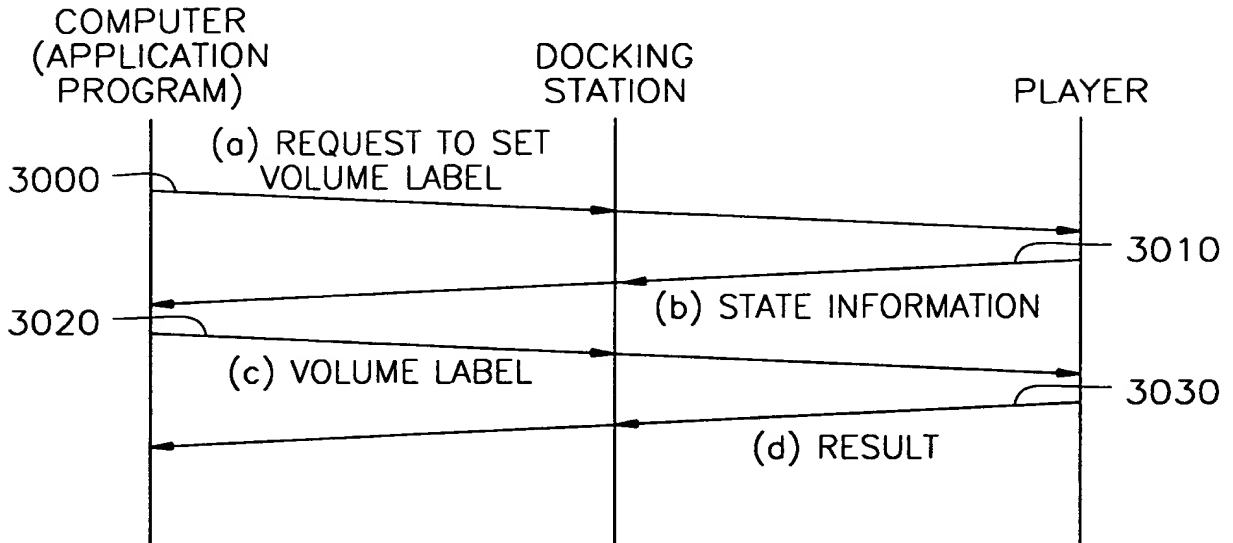 COMPUTER
(APPLICATION
PROGRAM)
DOCKING
STATION
PLAYER
(a) REQUEST TO SET
VOLUME LABEL
3000
3010
(b) STATE INFORMATION
3020
(c) VOLUME LABEL
3030
(d) RESULT